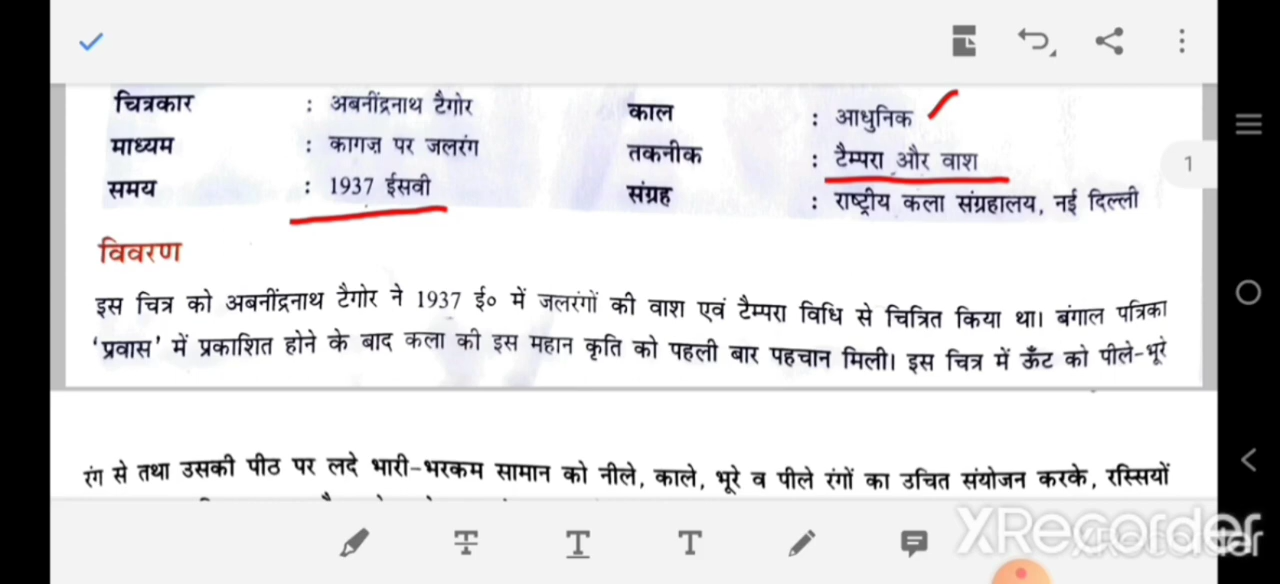 चित्रकार : अबनींद्रनाथ टैगोर काल : आधुनिक
माध्यम : कागज़ पर जलरंग तकनीक : टैम्परा और वाश
समय : 1937 ईसवी संग्रह : राष्ट्रीय कला संग्रहालय, नई दिल्ली
1
विवरण
इस चित्र को अबनींद्रनाथ टैगोर ने 1937 ई० में जलरंगों की वाश एवं टैम्परा विधि से चित्रित किया था। बंगाल पत्रिका
'प्रवास' में प्रकाशित होने के बाद कला की इस महान कृति को पहली बार पहचान मिली। इस चित्र में ऊँट को पीले-भूरे
रंग से तथा उसकी पीठ पर लदे भारी-भरकम सामान को नीले, काले, भूरे व पीले रंगों का उचित संयोजन करके, रस्सियों
T T T
XRecorder